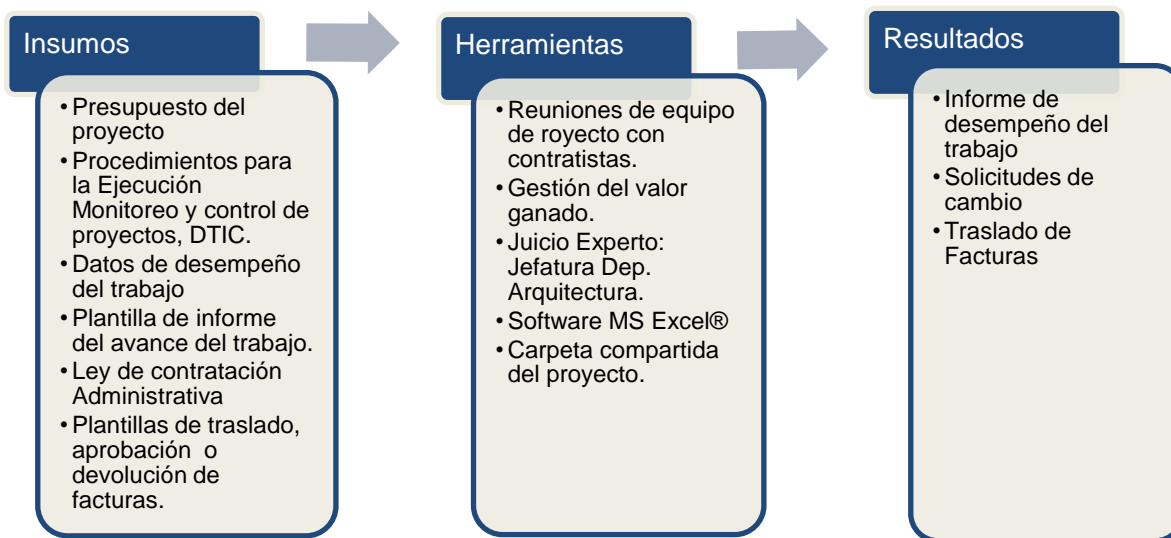 Insumos
• Presupuesto del
proyecto
• Procedimientos para
la Ejecución
Monitoreo y control de
proyectos, DTIC.
• Datos de desempeño
del trabajo
• Plantilla de informe
del avance del trabajo.
• Ley de contratación
Administrativa
• Plantillas de traslado,
aprobación o
devolución de
facturas.
Herramientas
• Reuniones de equipo
de royecto con
contratistas.
• Gestión del valor
ganado.
• Juicio Experto:
Jefatura Dep.
Arquitectura.
• Software MS Excel®
• Carpeta compartida
del proyecto.
Resultados
• Informe de
desempeño del
trabajo
• Solicitudes de
cambio
• Traslado de
Facturas